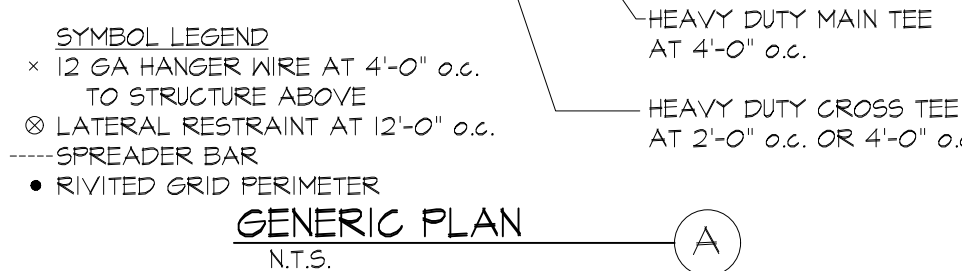 SYMBOL LEGEND
× 12 GA HANGER WIRE AT 4'-0" o.c.
TO STRUCTURE ABOVE
⊗ LATERAL RESTRAINT AT 12'-0" o.c.
-----SPREADER BAR
● RIVITED GRID PERIMETER
HEAVY DUTY MAIN TEE
AT 4'-0" o.c.
HEAVY DUTY CROSS TEE
AT 2'-0" o.c. OR 4'-0" o.c
GENERIC PLAN
A
N.T.S.